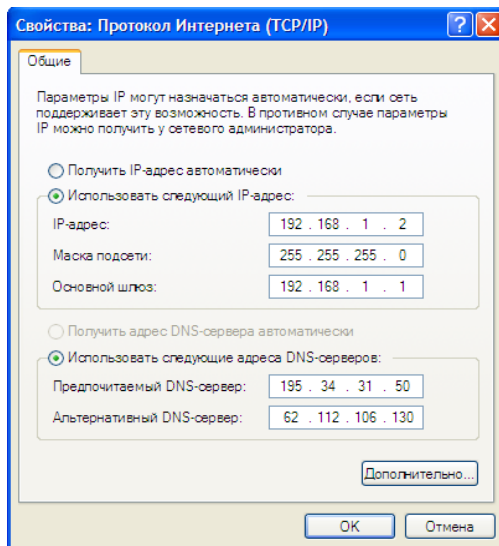 Свойства: Протокол Интернета (TCP/IP)
Общие
Параметры IP могут назначаться автоматически, если сеть
поддерживает эту возможность. В противном случае параметры
IP можно получить у сетевого администратора.
Получить IP-адрес автоматически
Использовать следующий IP-адрес:
IP-адрес: 192 . 168 . 1 . 2
Маска подсети: 255 . 255 . 255 . 0
Основной шлюз: 192 . 168 . 1 . 1
Получить адрес DNS-сервера автоматически
Использовать следующие адреса DNS-серверов:
Предпочитаемый DNS-сервер: 195 . 34 . 31 . 50
Альтернативный DNS-сервер: 62 . 112 . 106 . 130
Дополнительно...
OK Отмена